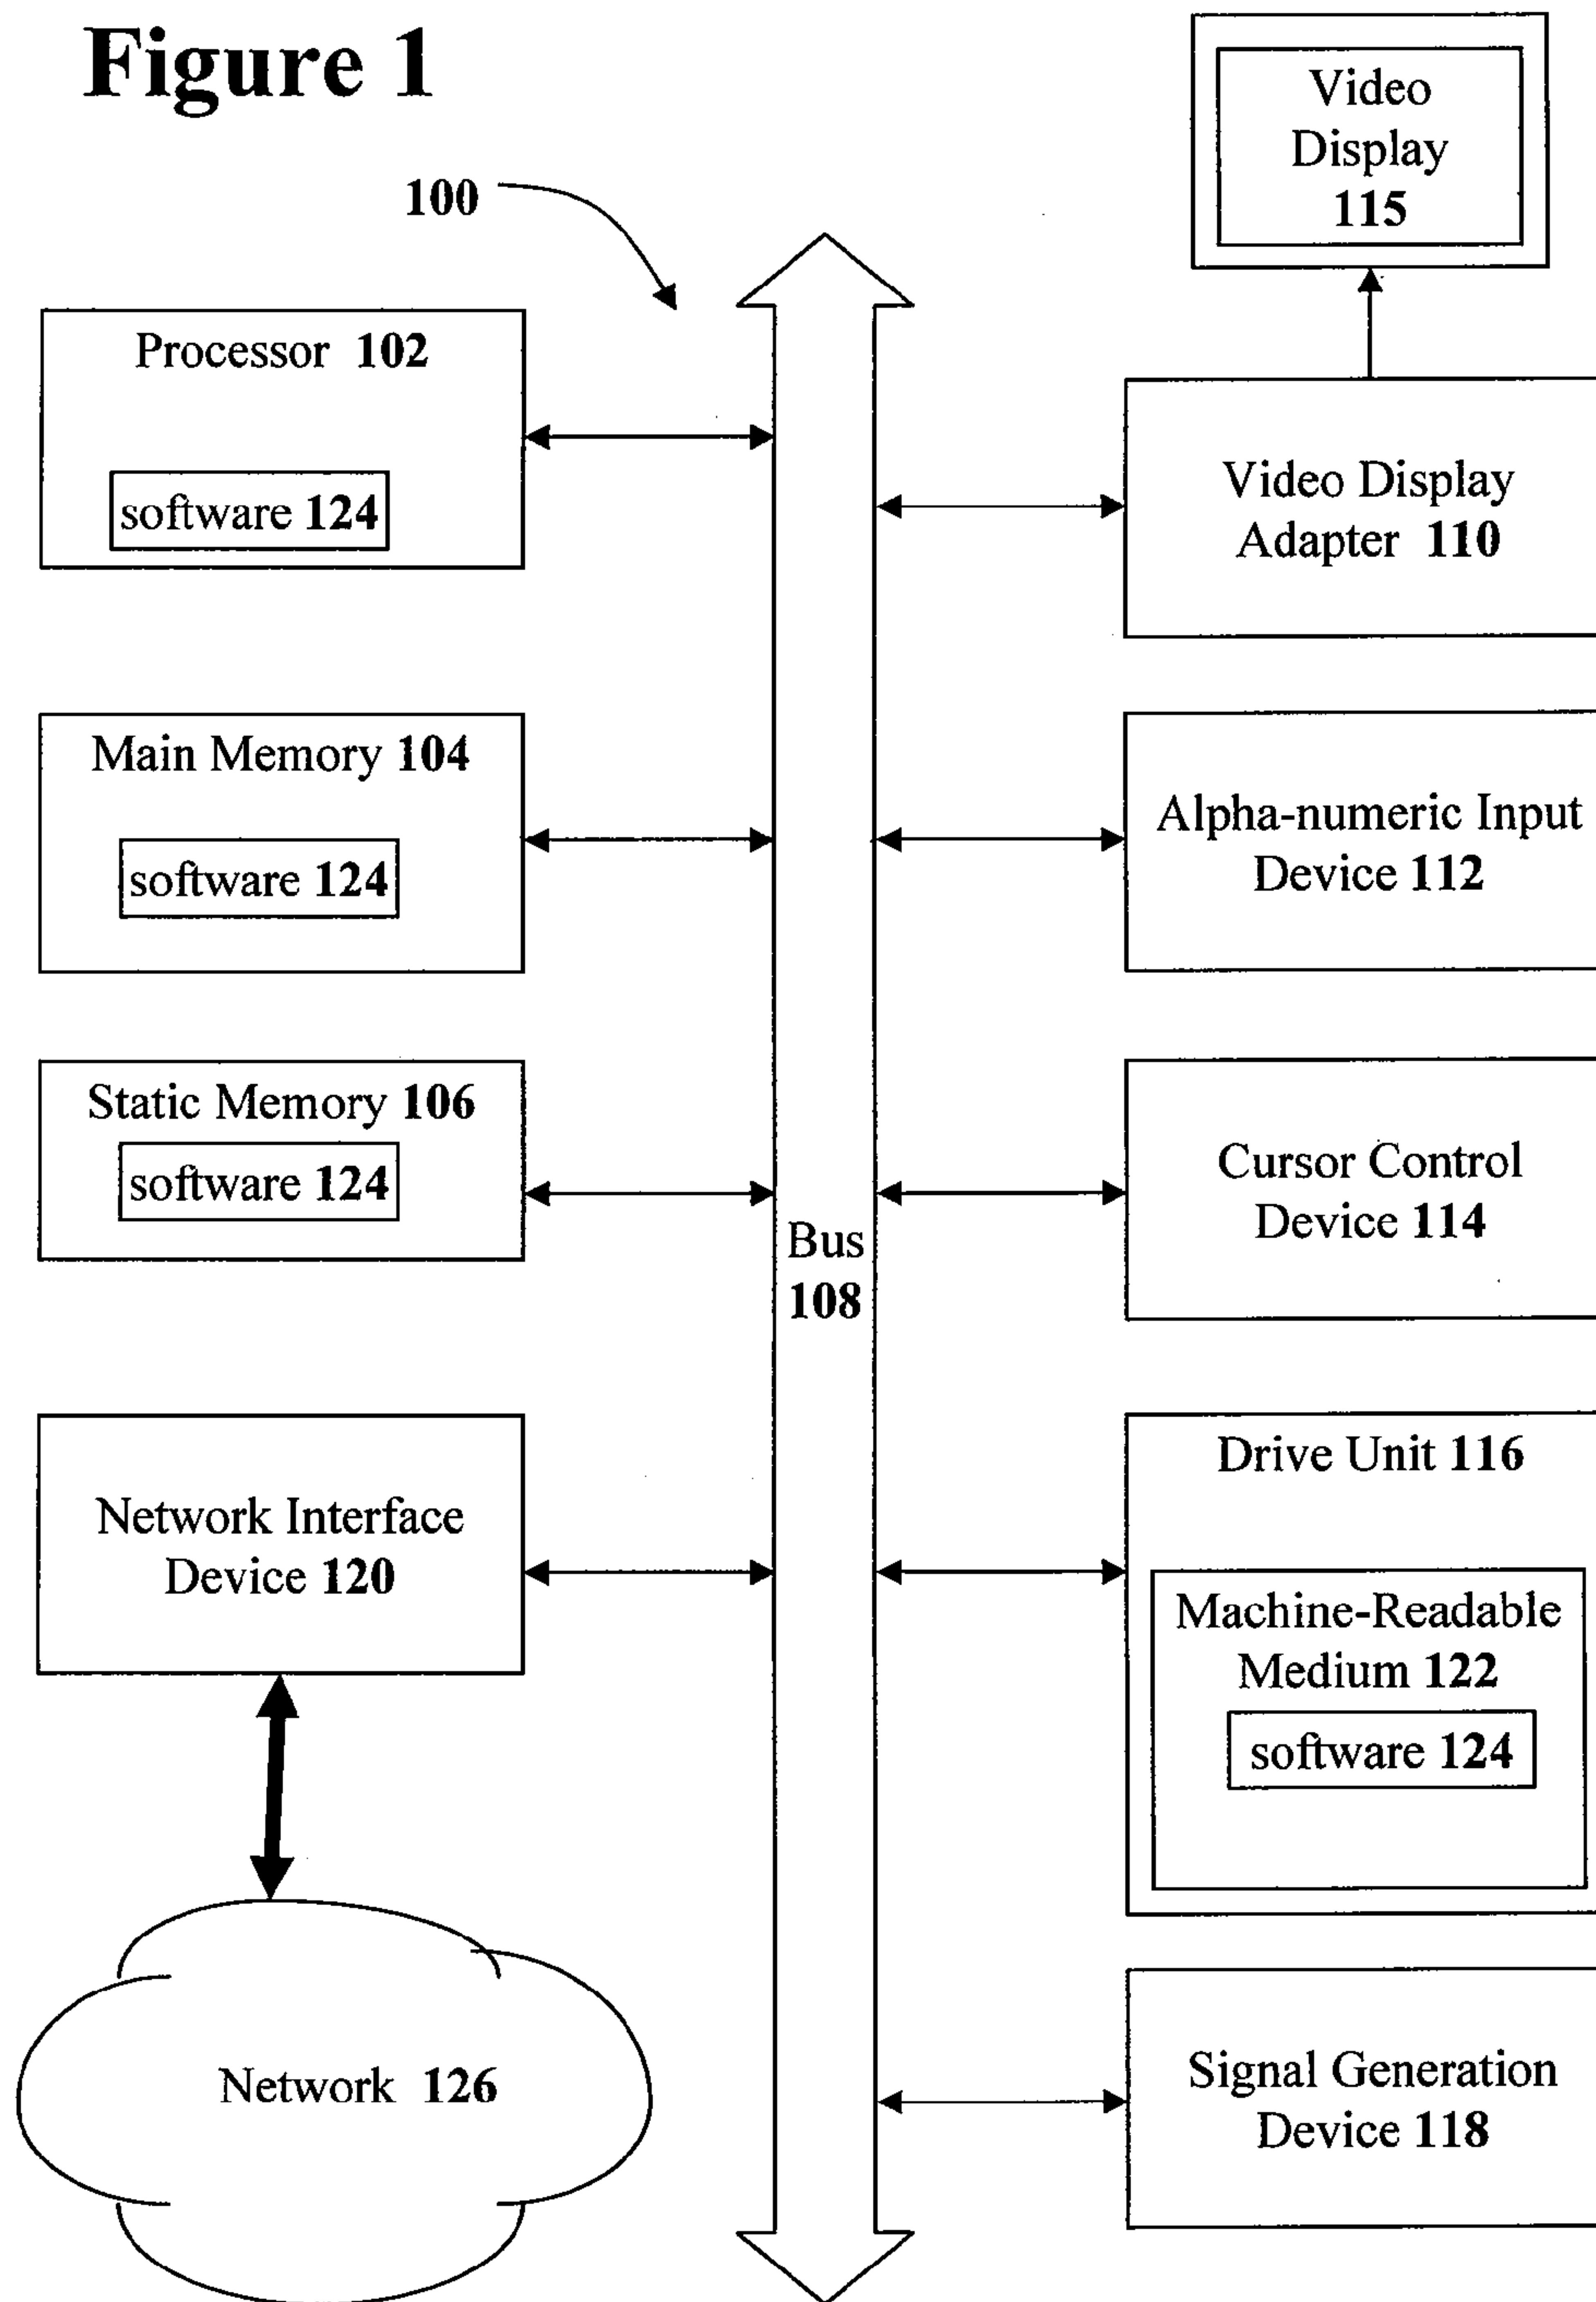 Figure 1
100
Video
Display
115
Processor 102
software 124
Video Display
Adapter 110
Main Memory 104
software 124
Alpha-numeric Input
Device 112
Static Memory 106
software 124
Cursor Control
Device 114
Bus
108
Network Interface
Device 120
Drive Unit 116
Machine-Readable
Medium 122
software 124
Network 126
Signal Generation
Device 118